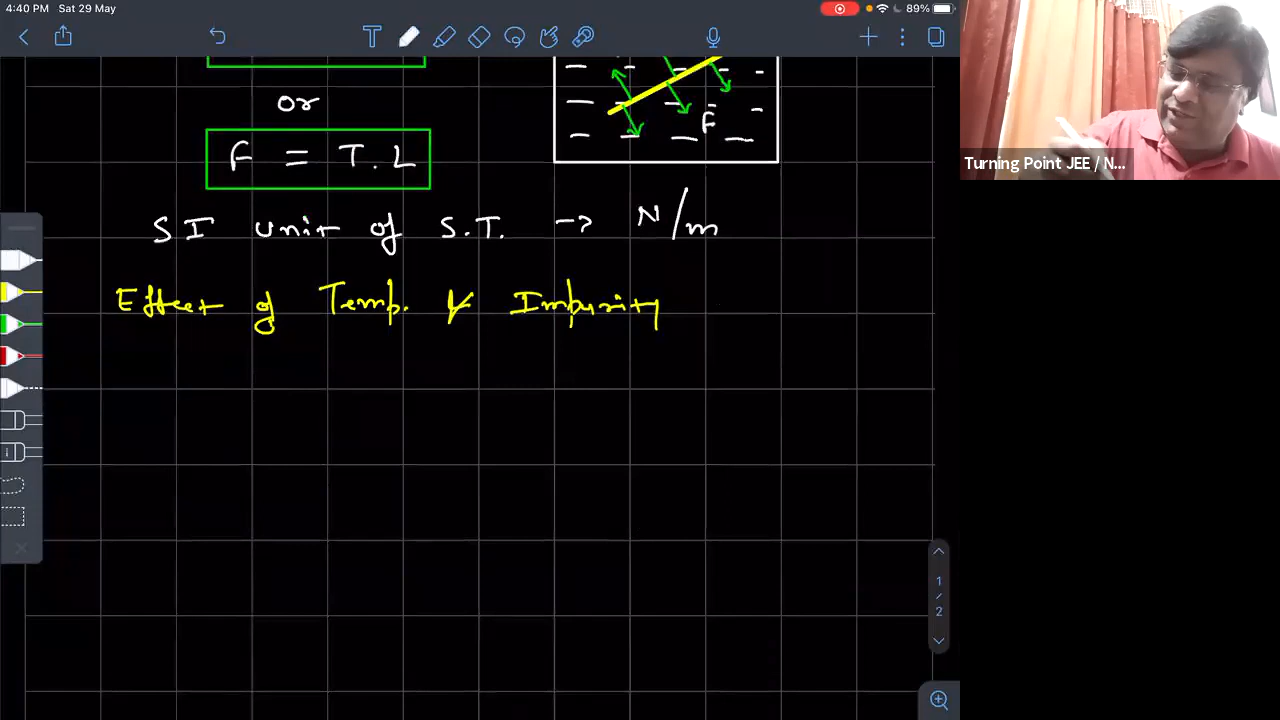 4:40 PM Sat 29 May
89%
or
F = T.L
F
SI unit of S.T. → N/m
Effect of Temp. & Impurity
Turning Point JEE / N...
1
/
2